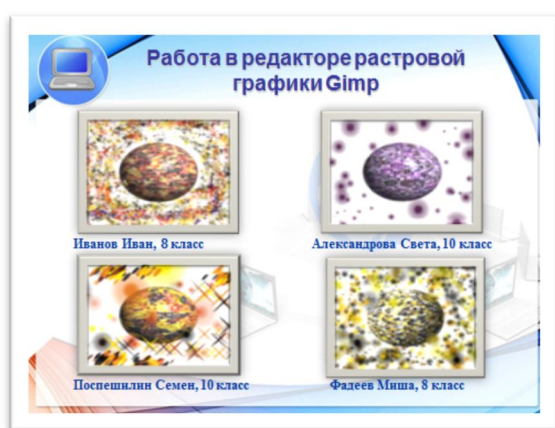 Работа в редакторе растровой
графики Gimp
Иванов Иван, 8 класс
Александрова Света, 10 класс
Поспешилин Семен, 10 класс
Фадеев Миша, 8 класс